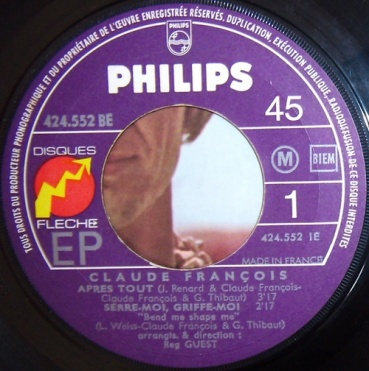 TOUS DROITS DU PRODUCTEUR PHONOGRAPHIQUE ET DU PROPRIÉTAIRE DE L'ŒUVRE ENREGISTRÉE RÉSERVÉS. DUPLICATION, EXÉCUTION PUBLIQUE, RADIODIFFUSION DE CE DISQUE INTERDITES
PHILIPS
PHILIPS
424.552 BE
45
DISQUES
FLECHE
EP
M
BIEM
1
424.552 1E
MADE IN FRANCE
CLAUDE FRANÇOIS
APRES TOUT (J. Renard & Claude François-
Claude François & G. Thibaut) 3'17
SERRE-MOI, GRIFFE-MOI 2'17
"Bend me shape me"
(L. Weiss-Claude François & G. Thibaut)
arrangts. & direction :
Reg GUEST